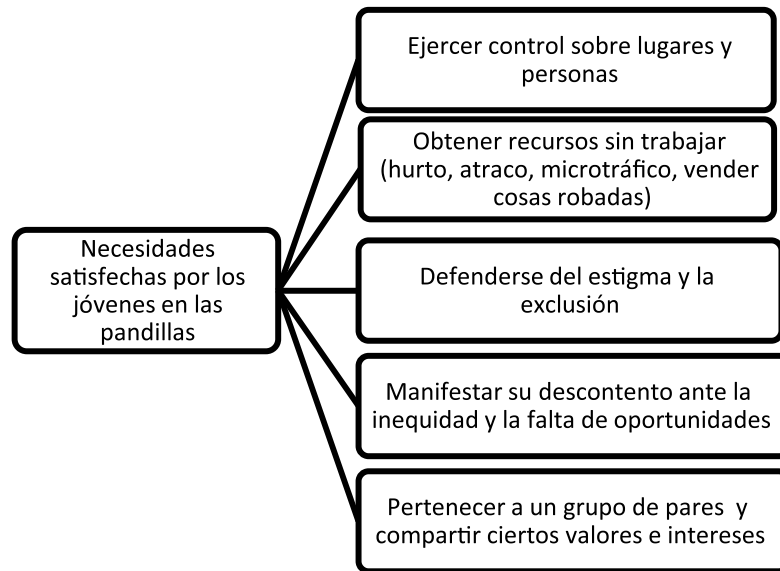 Ejercer control sobre lugares y
personas
Obtener recursos sin trabajar
(hurto, atraco, microtráfico, vender
cosas robadas)
Necesidades
satisfechas por los
jóvenes en las
pandillas
Defenderse del estigma y la
exclusión
Manifestar su descontento ante la
inequidad y la falta de oportunidades
Pertenecer a un grupo de pares y
compartir ciertos valores e intereses